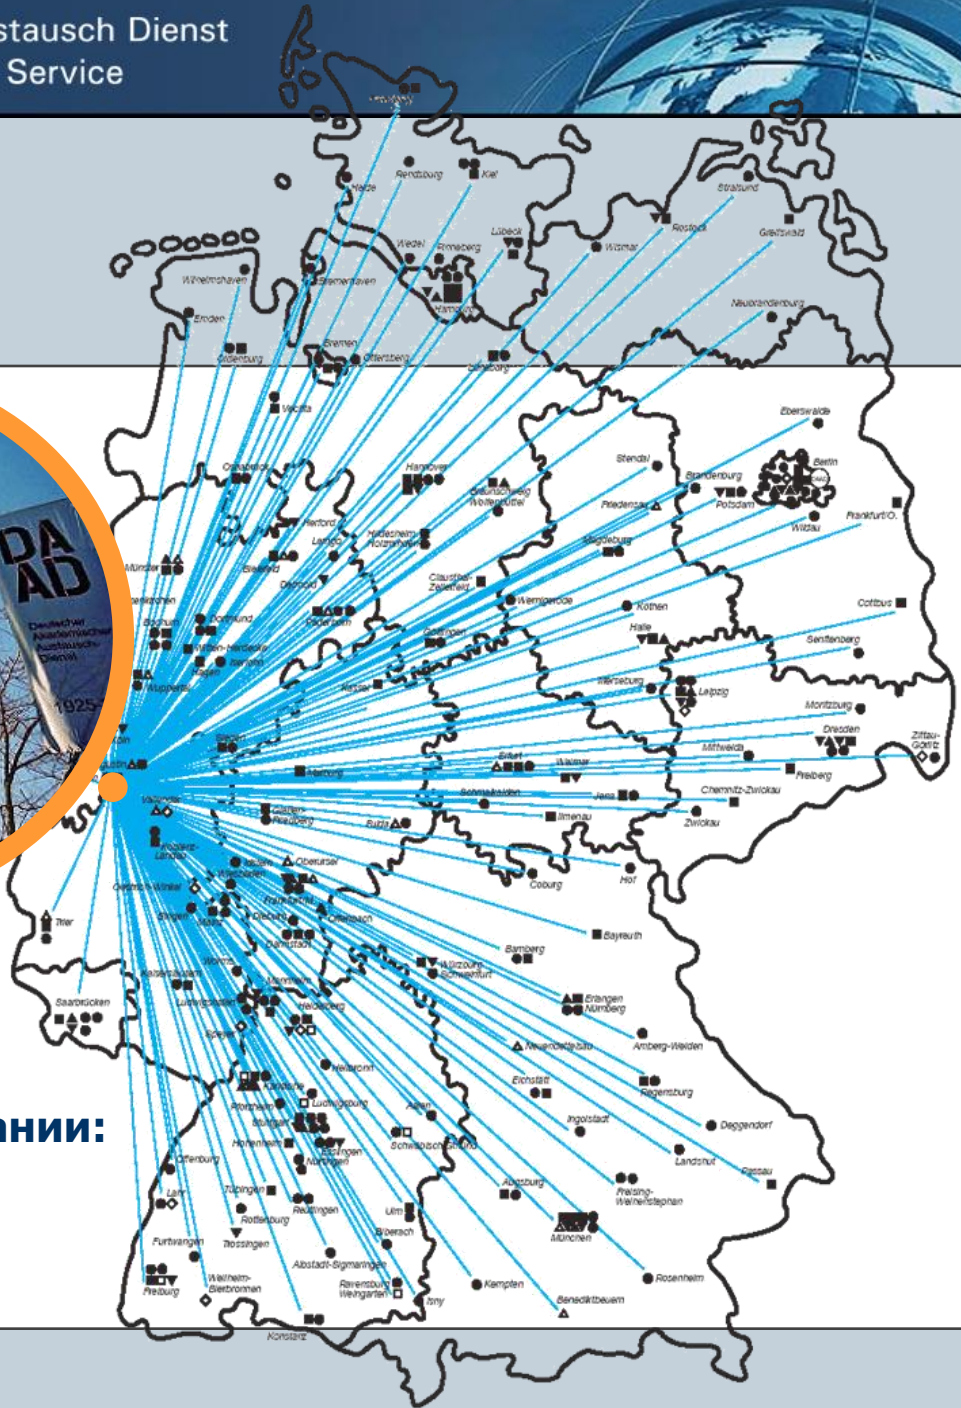 stausch Dienst
Service
Rendsburg
Kiel
Heide
Stralsund
Rostock
Greifswald
Lübeck
Wismar
Wedel
Pinneberg
Wilhelmshaven
Bremerhaven
Hamburg
Neubrandenburg
Emden
Bremen
Oldenburg
Ottersberg
Lüneburg
Vechta
Eberswalde
Stendal
Berlin
Osnabrück
Hannover
Brandenburg
Braunschweig
Wolfenbüttel
Potsdam
Friedensau
Frankfurt/O.
Wildau
Herford
Hildesheim
Holzminden
Magdeburg
Lemgo
Münster
Bielefeld
Detmold
Clausthal-
Zellerfeld
Wernigerode
Köthen
Cottbus
enkirchen
Bochum
Dortmund
Paderborn
Göttingen
Halle
Senftenberg
Witten-Herdecke
Iserlohn
Hagen
Wuppertal
Kassel
Merseburg
Leipzig
Moritzburg
Dresden
Zittau-
Görlitz
Siegen
Mittweida
Erfurt
Weimar
Marburg
Freiberg
Chemnitz-Zwickau
Schmalkalden
Jena
Vallendar
Zwickau
Gießen-
Friedberg
Fulda
Ilmenau
Koblenz-
Landau
Idstein
Oberursel
Wiesbaden
Oestrich-Winkel
Coburg
Hof
Frankfurt/M.
Bingen
Mainz
Dieburg
Offenbach
Trier
Darmstadt
Bayreuth
Bamberg
Worms
Würzburg-
Schweinfurt
Kaiserslautern
Mannheim
Ludwigshafen
Saarbrücken
Heidelberg
Erlangen
Nürnberg
Speyer
Neuendettelsau
Amberg-Weiden
Heilbronn
Karlsruhe
Eichstätt
Regensburg
Pforzheim
Ludwigsburg
Aalen
Stuttgart
Ingolstadt
Deggendorf
ании:
Hohenheim
Esslingen
Schwäbisch Gmünd
Nürtingen
Offenburg
Landshut
Passau
Tübingen
Augsburg
Freising-
Weihenstephan
Lahr
Reutlingen
Rottenburg
Ulm
Biberach
Trossingen
München
Furtwangen
Albstadt-Sigmaringen
Freiburg
Weilheim-
Bierbronnen
Ravensburg
Weingarten
Isny
Kempten
Rosenheim
Benediktbeuern
Konstanz
DA
AD
Deutscher
Akademischer
Austausch-
Dienst
1925-